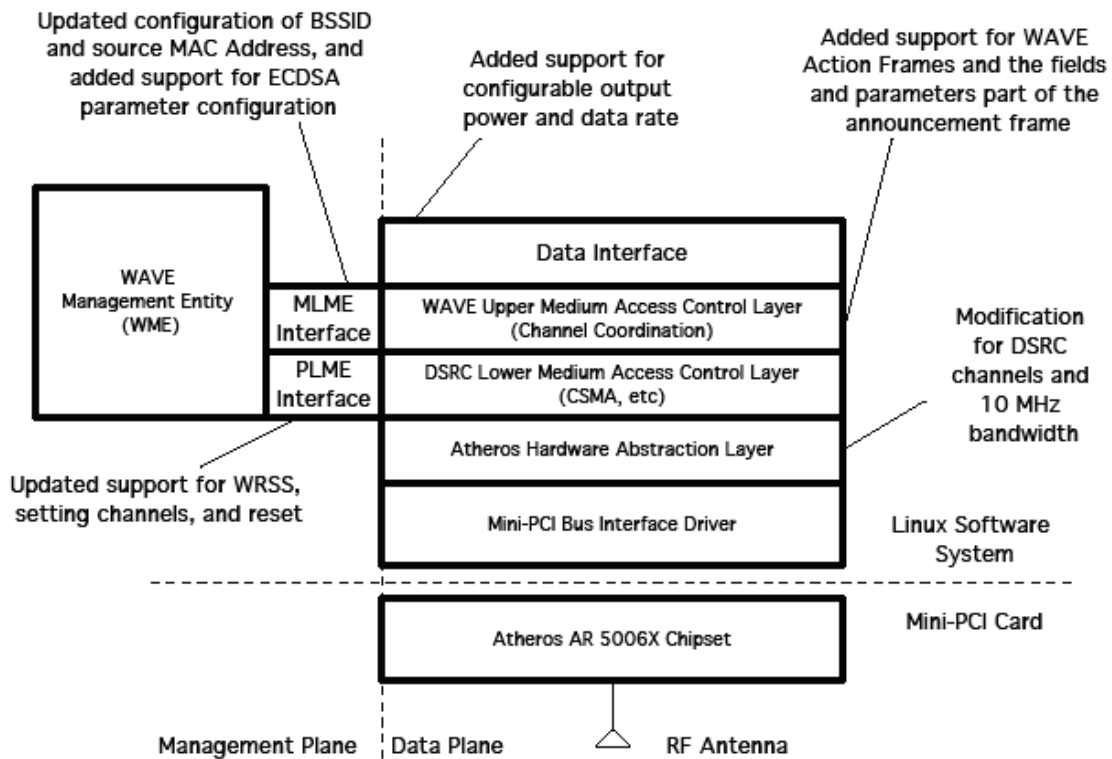 Updated configuration of BSSID
and source MAC Address, and
added support for ECDSA
parameter configuration
Added support for
configurable output
power and data rate
Added support for WAVE
Action Frames and the fields
and parameters part of the
announcement frame
WAVE
Management Entity
(WME)
Data Interface
MLME
Interface
WAVE Upper Medium Access Control Layer
(Channel Coordination)
PLME
Interface
DSRC Lower Medium Access Control Layer
(CSMA, etc)
Modification
for DSRC
channels and
10 MHz
bandwidth
Atheros Hardware Abstraction Layer
Updated support for WRSS,
setting channels, and reset
Mini-PCI Bus Interface Driver
Linux Software
System
Mini-PCI Card
Atheros AR 5006X Chipset
Management Plane
Data Plane
RF Antenna